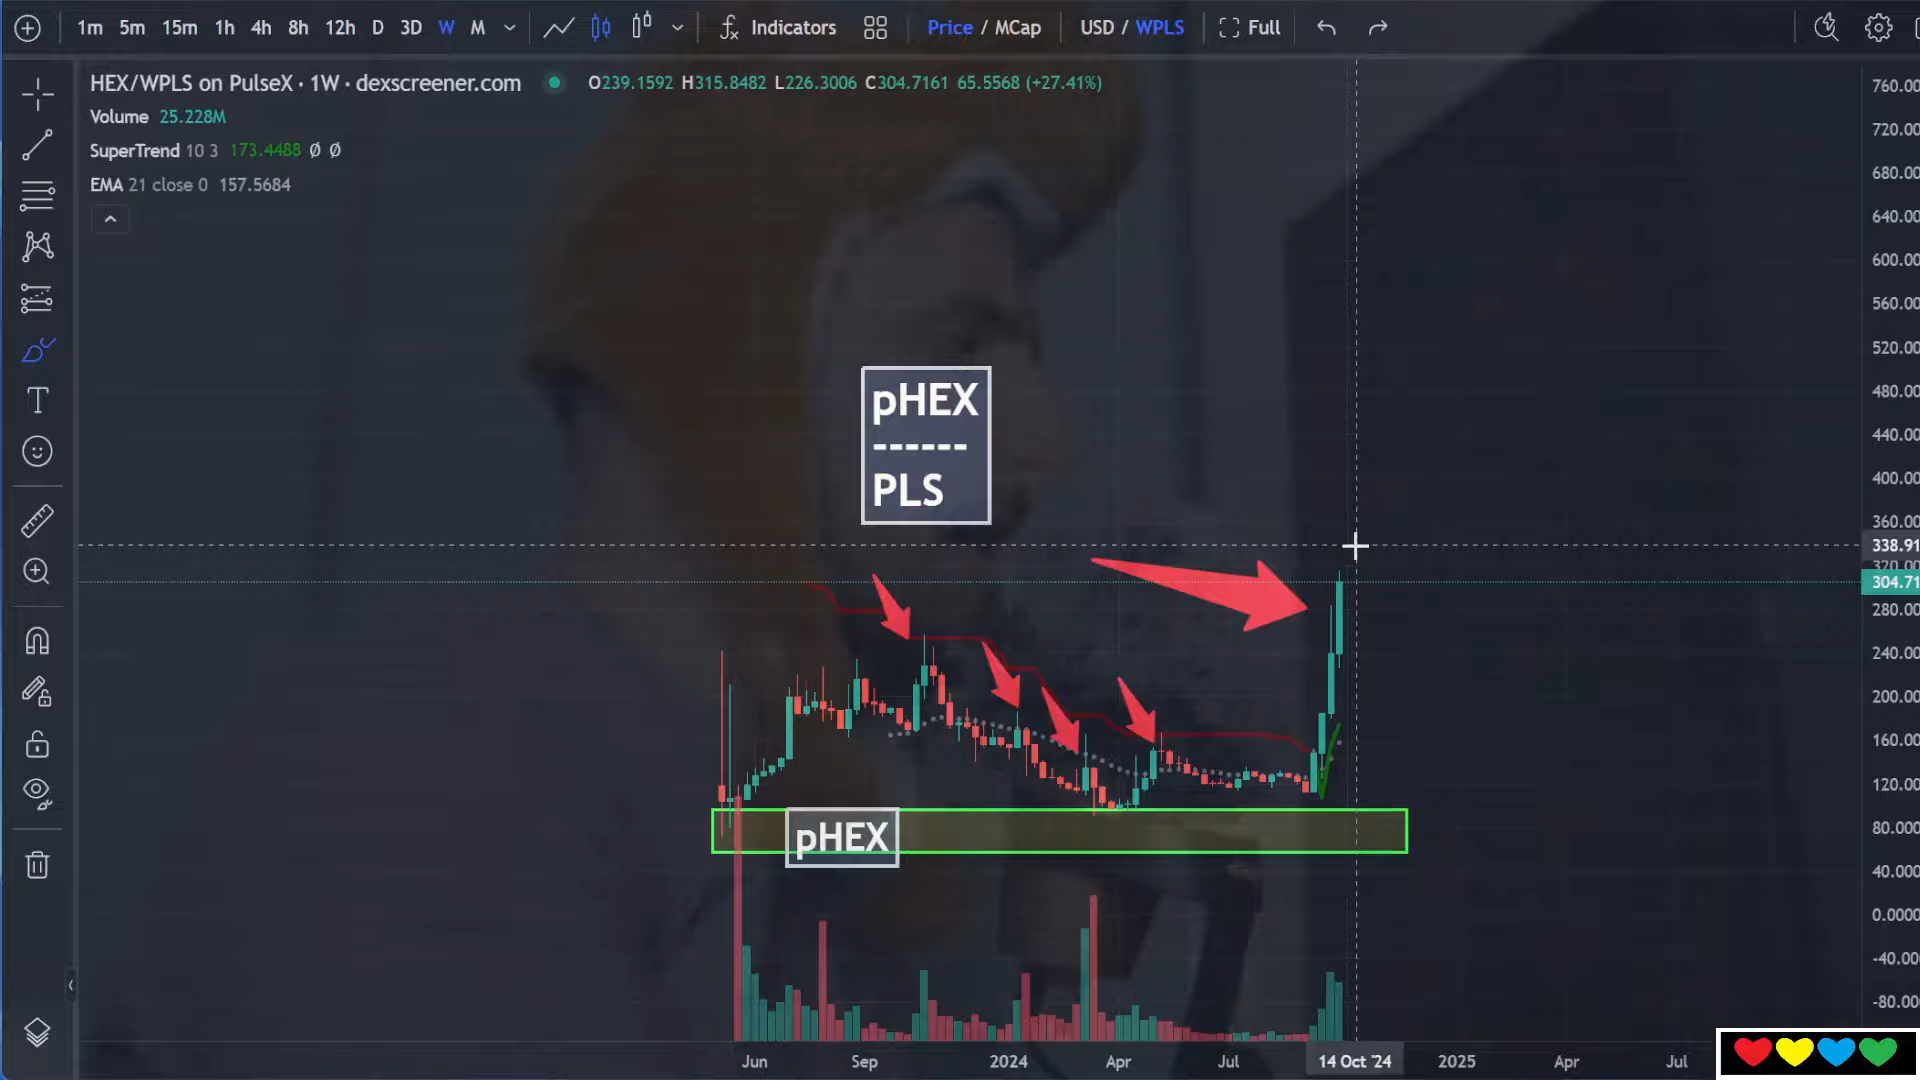 1m 5m 15m 1h 4h 8h 12h D 3D W M Indicators Price / MCap USD / WPLS Full
HEX/WPLS on PulseX · 1W · dexscreener.com O239.1592 H315.8482 L226.3006 C304.7161 65.5568 (+27.41%)
Volume 25.228M
SuperTrend 10 3 173.4488 Ø Ø
EMA 21 close 0 157.5684
760.00
720.00
680.00
640.00
600.00
560.00
520.00
480.00
440.00
400.00
360.00
338.91
320.00
304.71
280.00
240.00
200.00
160.00
120.00
80.000
40.000
0.0000
-40.00
-80.00
pHEX
------
PLS
pHEX
Jun Sep 2024 Apr Jul 14 Oct '24 2025 Apr Jul